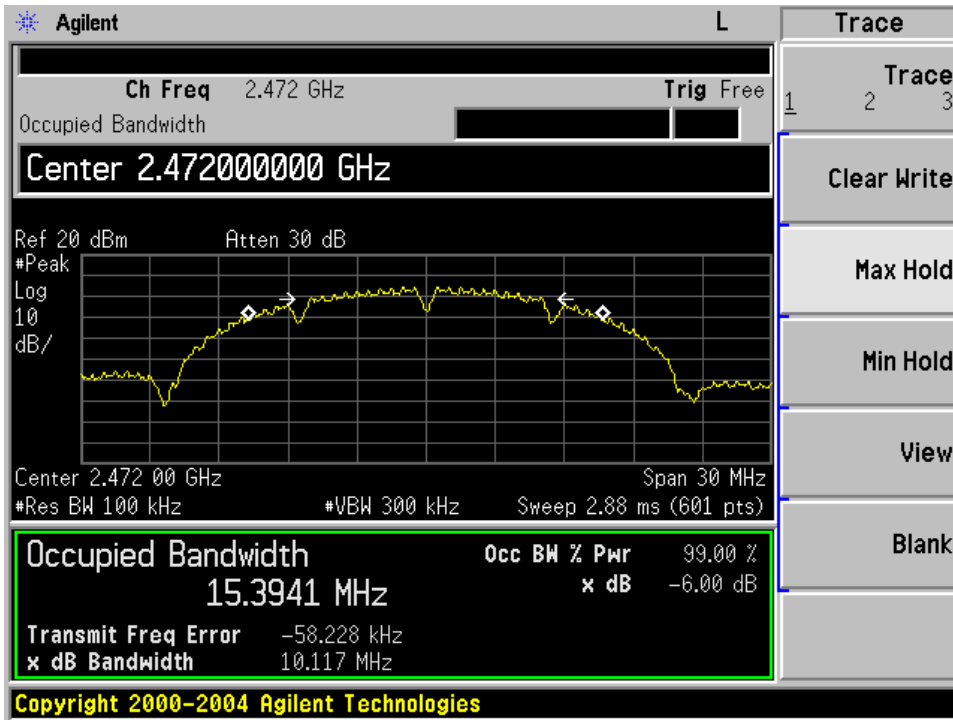 Agilent L Trace
Ch Freq 2.472 GHz Trig Free
Occupied Bandwidth
Center 2.472000000 GHz
Ref 20 dBm Atten 30 dB
#Peak
Log
10
dB/
Center 2.472 00 GHz Span 30 MHz
#Res BW 100 kHz #VBW 300 kHz Sweep 2.88 ms (601 pts)
Occupied Bandwidth Occ BW % Pwr 99.00 %
15.3941 MHz x dB -6.00 dB
Transmit Freq Error -58.228 kHz
x dB Bandwidth 10.117 MHz
Copyright 2000-2004 Agilent Technologies
Trace
1 2 3
Clear Write
Max Hold
Min Hold
View
Blank